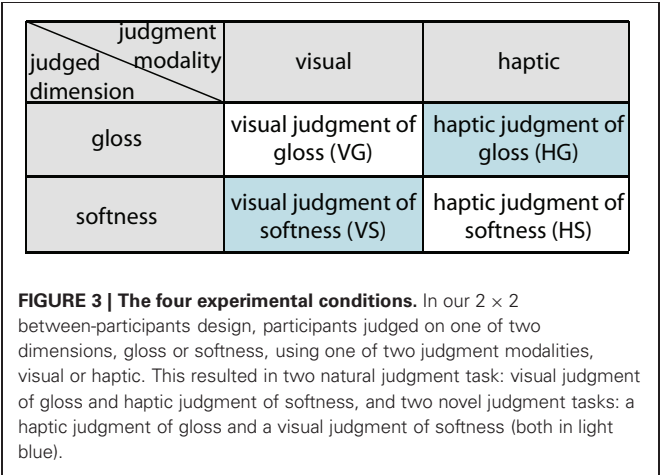 judgment
modality
judged
dimension
visual
haptic
gloss
visual judgment of
gloss (VG)
haptic judgment of
gloss (HG)
softness
visual judgment of
softness (VS)
haptic judgment of
softness (HS)
FIGURE 3 | The four experimental conditions. In our 2 × 2
between-participants design, participants judged on one of two
dimensions, gloss or softness, using one of two judgment modalities,
visual or haptic. This resulted in two natural judgment task: visual judgment
of gloss and haptic judgment of softness, and two novel judgment tasks: a
haptic judgment of gloss and a visual judgment of softness (both in light
blue).